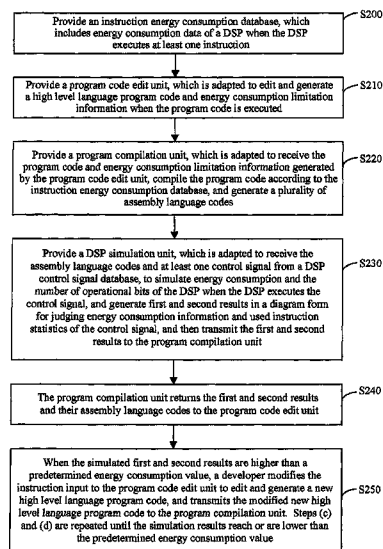 Provide an instruction energy consumption database, which
includes energy consumption data of a DSP when the DSP
executes at least one instruction
S200
Provide a program code edit unit, which is adapted to edit and generate
a high level language program code and energy consumption limitation
information when the program code is executed
S210
Provide a program compilation unit, which is adapted to receive the
program code and energy consumption limitation information generated
by the program code edit unit, compile the program code according to the
instruction energy consumption database, and generate a plurality of
assembly language codes
S220
Provide a DSP simulation unit, which is adapted to receive the
assembly language codes and at least one control signal from a DSP
control signal database, to simulate energy consumption and the
number of operational bits of the DSP when the DSP executes the
control signal, and generate first and second results in a diagram form
for judging energy consumption information and used instruction
statistics of the control signal, and then transmit the first and second
results to the program compilation unit
S230
The program compilation unit returns the first and second results
and their assembly language codes to the program code edit unit
S240
When the simulated first and second results are higher than a
predetermined energy consumption value, a developer modifies the
instruction input to the program code edit unit to edit and generate a new
high level language program code, and transmits the modified new high
level language program code to the program compilation unit. Steps (c)
and (d) are repeated until the simulation results reach or are lower than
the predetermined energy consumption value
S250